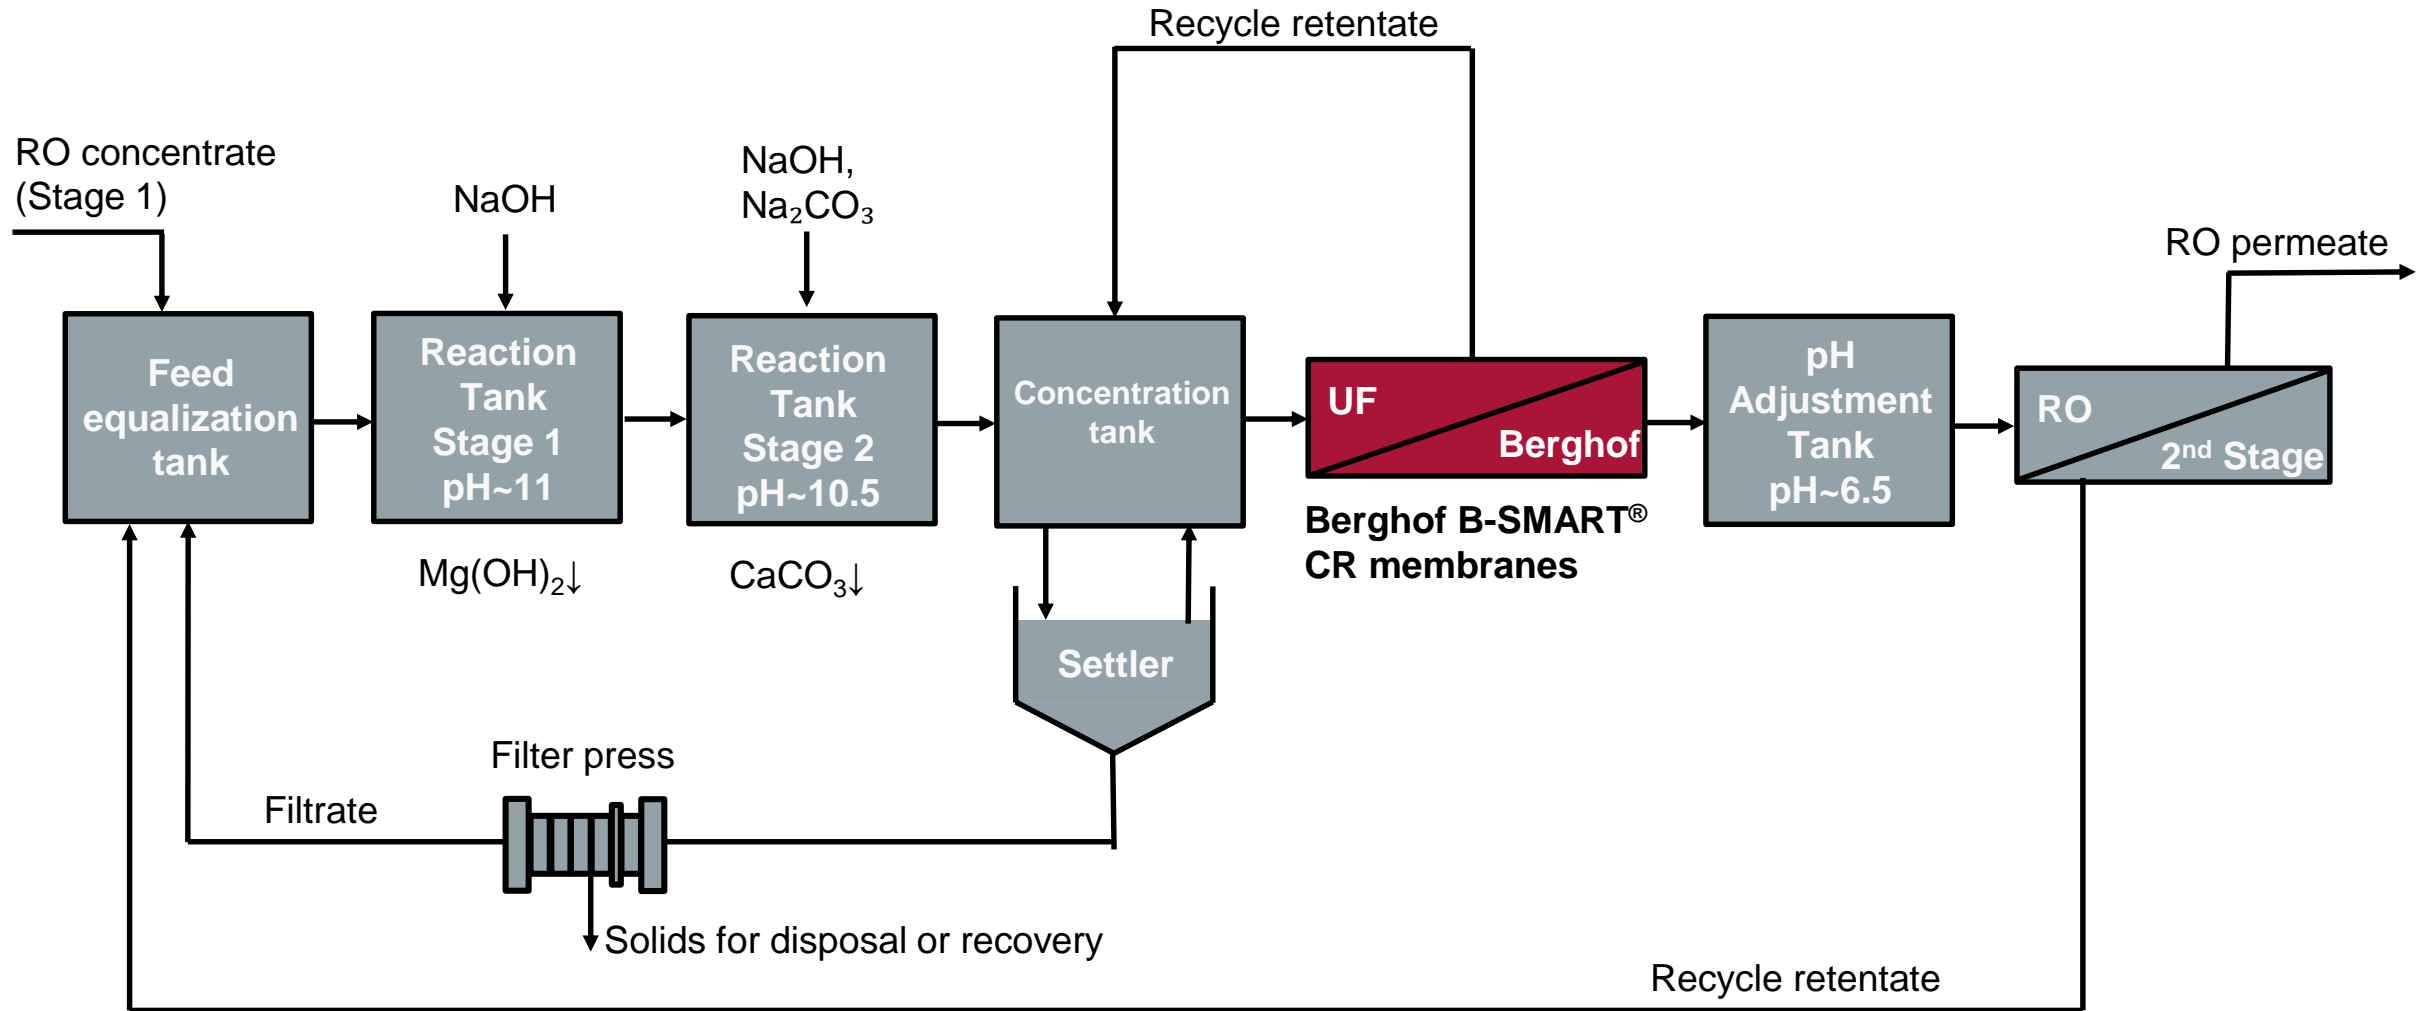 Recycle retentate
RO concentrate
(Stage 1)
NaOH
NaOH,
Na₂CO₃
RO permeate
Feed
equalization
tank
Reaction
Tank
Stage 1
pH~11
Reaction
Tank
Stage 2
pH~10.5
Concentration
tank
UF
Berghof
pH
Adjustment
Tank
pH~6.5
RO
2ⁿᵈ Stage
Berghof B-SMART®
CR membranes
Mg(OH)₂↓
CaCO₃↓
Settler
Filter press
Filtrate
Solids for disposal or recovery
Recycle retentate